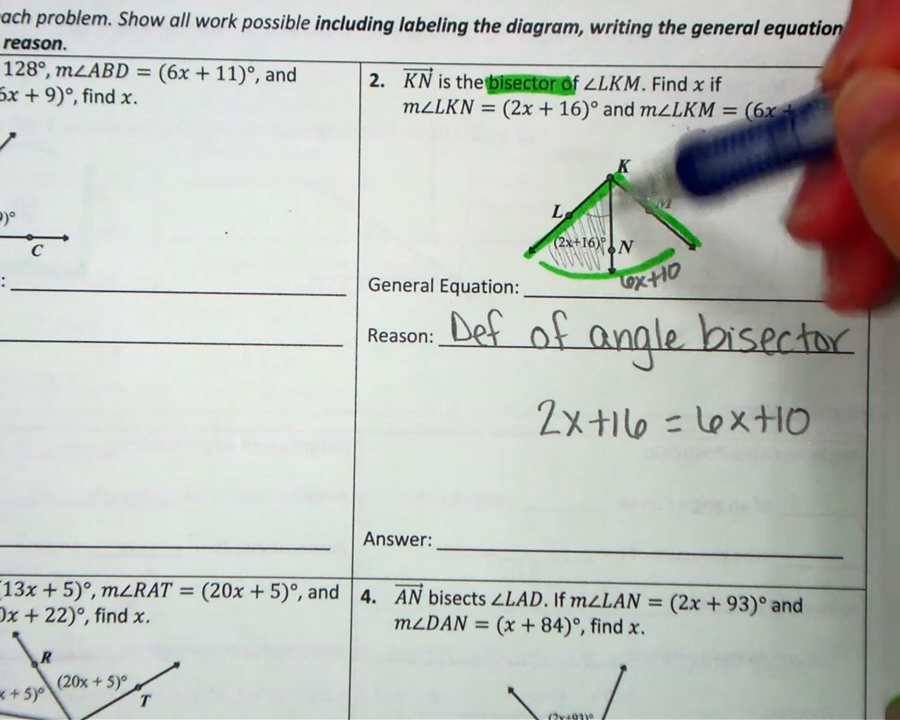 ach problem. Show all work possible including labeling the diagram, writing the general equation
reason.
128°, m∠ABD = (6x + 11)°, and
6x + 9)°, find x.
)°
C
:
2. KN is the bisector of ∠LKM. Find x if
m∠LKN = (2x + 16)° and m∠LKM = (6x +
K
L
M
(2x+16)°
N
6x+10
General Equation:
Reason: Def of angle bisector
2x+16 = 6x+10
Answer:
(13x + 5)°, m∠RAT = (20x + 5)°, and
0x + 22)°, find x.
R
(20x + 5)°
x + 5)°
T
4. AN bisects ∠LAD. If m∠LAN = (2x + 93)° and
m∠DAN = (x + 84)°, find x.
(2x+93)°